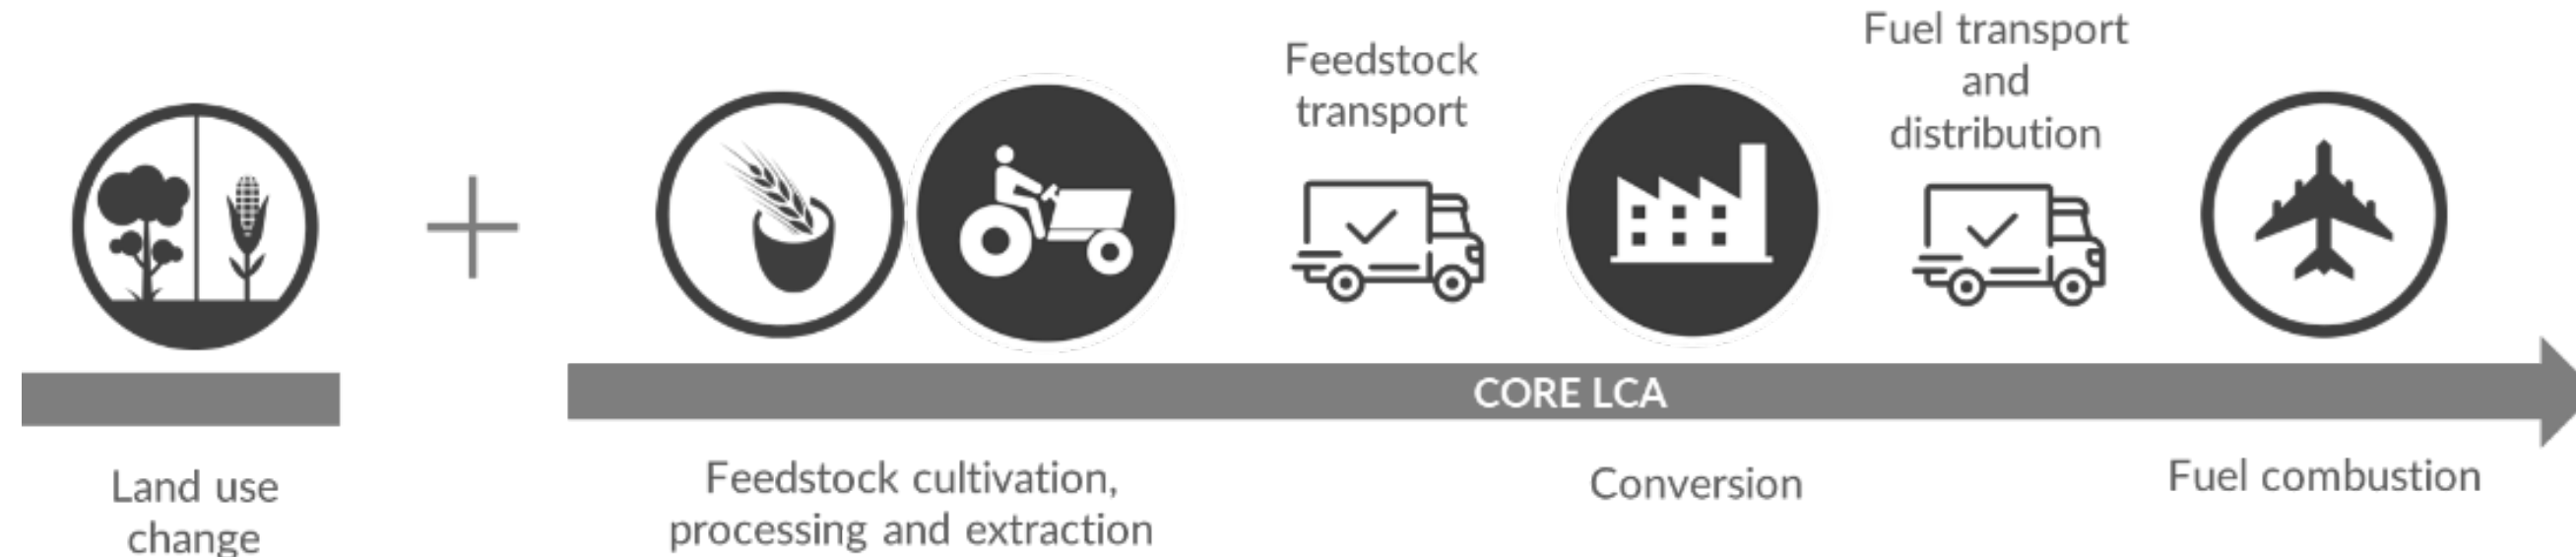 Land use
change
Feedstock cultivation,
processing and extraction
Feedstock
transport
CORE LCA
Conversion
Fuel transport
and
distribution
Fuel combustion